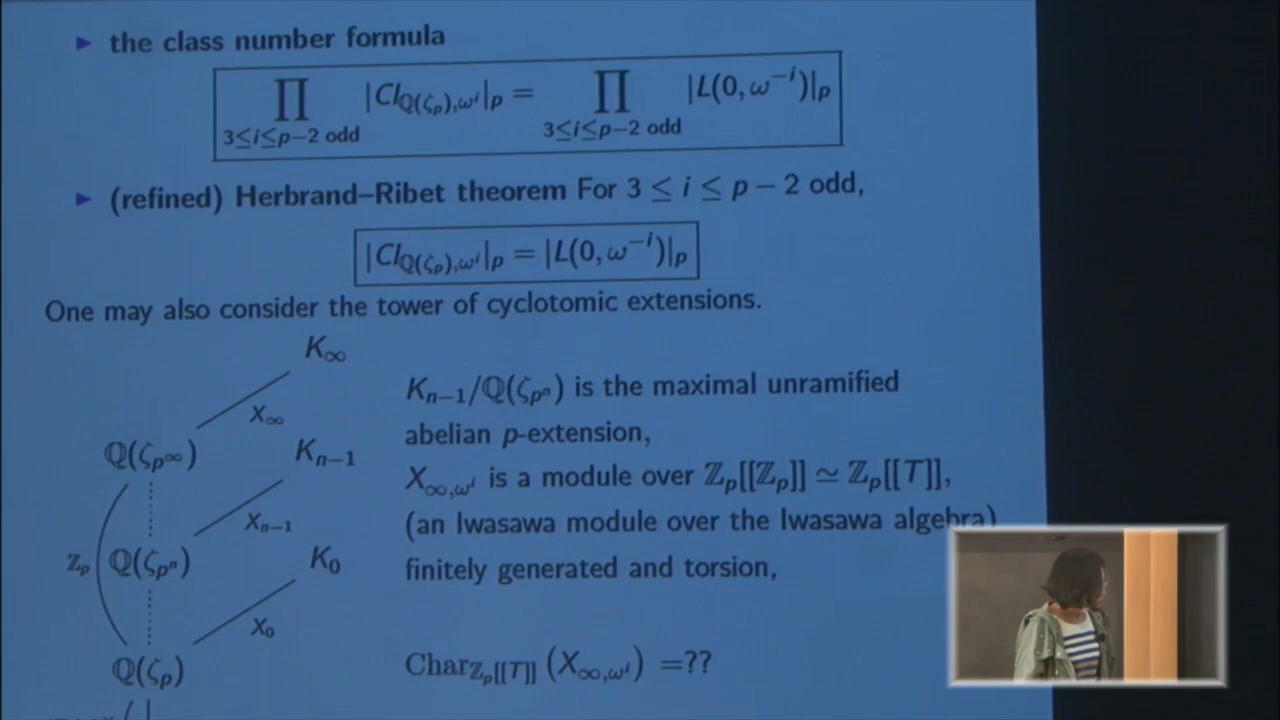 ▶ the class number formula
∏_{3≤i≤p−2 odd} |Cl_{ℚ(ζ_p),ω^i}|_p = ∏_{3≤i≤p−2 odd} |L(0, ω^{−i})|_p
▶ (refined) Herbrand–Ribet theorem For 3 ≤ i ≤ p − 2 odd,
|Cl_{ℚ(ζ_p),ω^i}|_p = |L(0, ω^{−i})|_p
One may also consider the tower of cyclotomic extensions.
K_∞
X_∞
ℚ(ζ_{p^∞})
K_{n−1}
X_{n−1}
ℤ_p
ℚ(ζ_{p^n})
K_0
X_0
ℚ(ζ_p)
K_{n−1}/ℚ(ζ_{p^n}) is the maximal unramified
abelian p-extension,
X_{∞,ω^i} is a module over ℤ_p[[ℤ_p]] ≃ ℤ_p[[T]],
(an Iwasawa module over the Iwasawa algebra)
finitely generated and torsion,
Char_{ℤ_p[[T]]} (X_{∞,ω^i}) =??